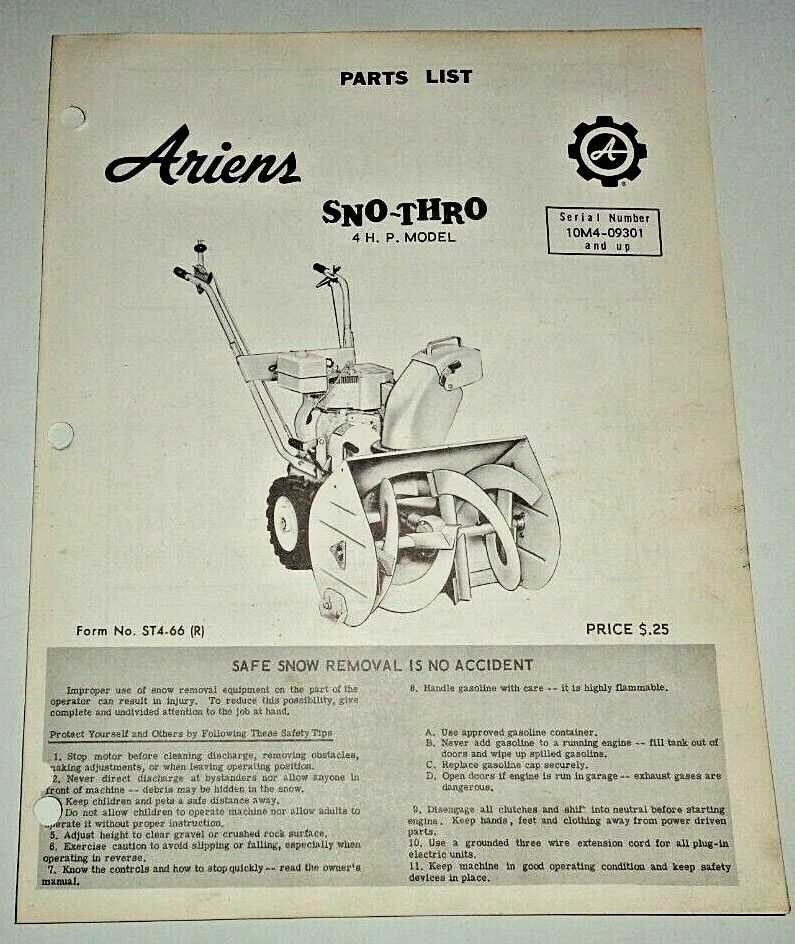 PARTS LIST
Ariens
A
®
SNO-THRO
4 H. P. MODEL
Serial Number
10M4-09301
and up
Form No. ST4-66 (R)
PRICE $.25
SAFE SNOW REMOVAL IS NO ACCIDENT
Improper use of snow removal equipment on the part of the
operator can result in injury. To reduce this possibility, give
complete and undivided attention to the job at hand.
Protect Yourself and Others by Following These Safety Tips
1. Stop motor before cleaning discharge, removing obstacles,
making adjustments, or when leaving operating position.
2. Never direct discharge at bystanders nor allow anyone in
front of machine -- debris may be hidden in the snow.
Keep children and pets a safe distance away.
Do not allow children to operate machine nor allow adults to
operate it without proper instruction.
5. Adjust height to clear gravel or crushed rock surface.
6. Exercise caution to avoid slipping or falling, especially when
operating in reverse.
7. Know the controls and how to stop quickly -- read the owner's
manual.
8. Handle gasoline with care -- it is highly flammable.
A. Use approved gasoline container.
B. Never add gasoline to a running engine -- fill tank out of
doors and wipe up spilled gasoline.
C. Replace gasoline cap securely.
D. Open doors if engine is run in garage -- exhaust gases are
dangerous.
9. Disengage all clutches and shift into neutral before starting
engine. Keep hands, feet and clothing away from power driven
parts.
10. Use a grounded three wire extension cord for all plug-in
electric units.
11. Keep machine in good operating condition and keep safety
devices in place.